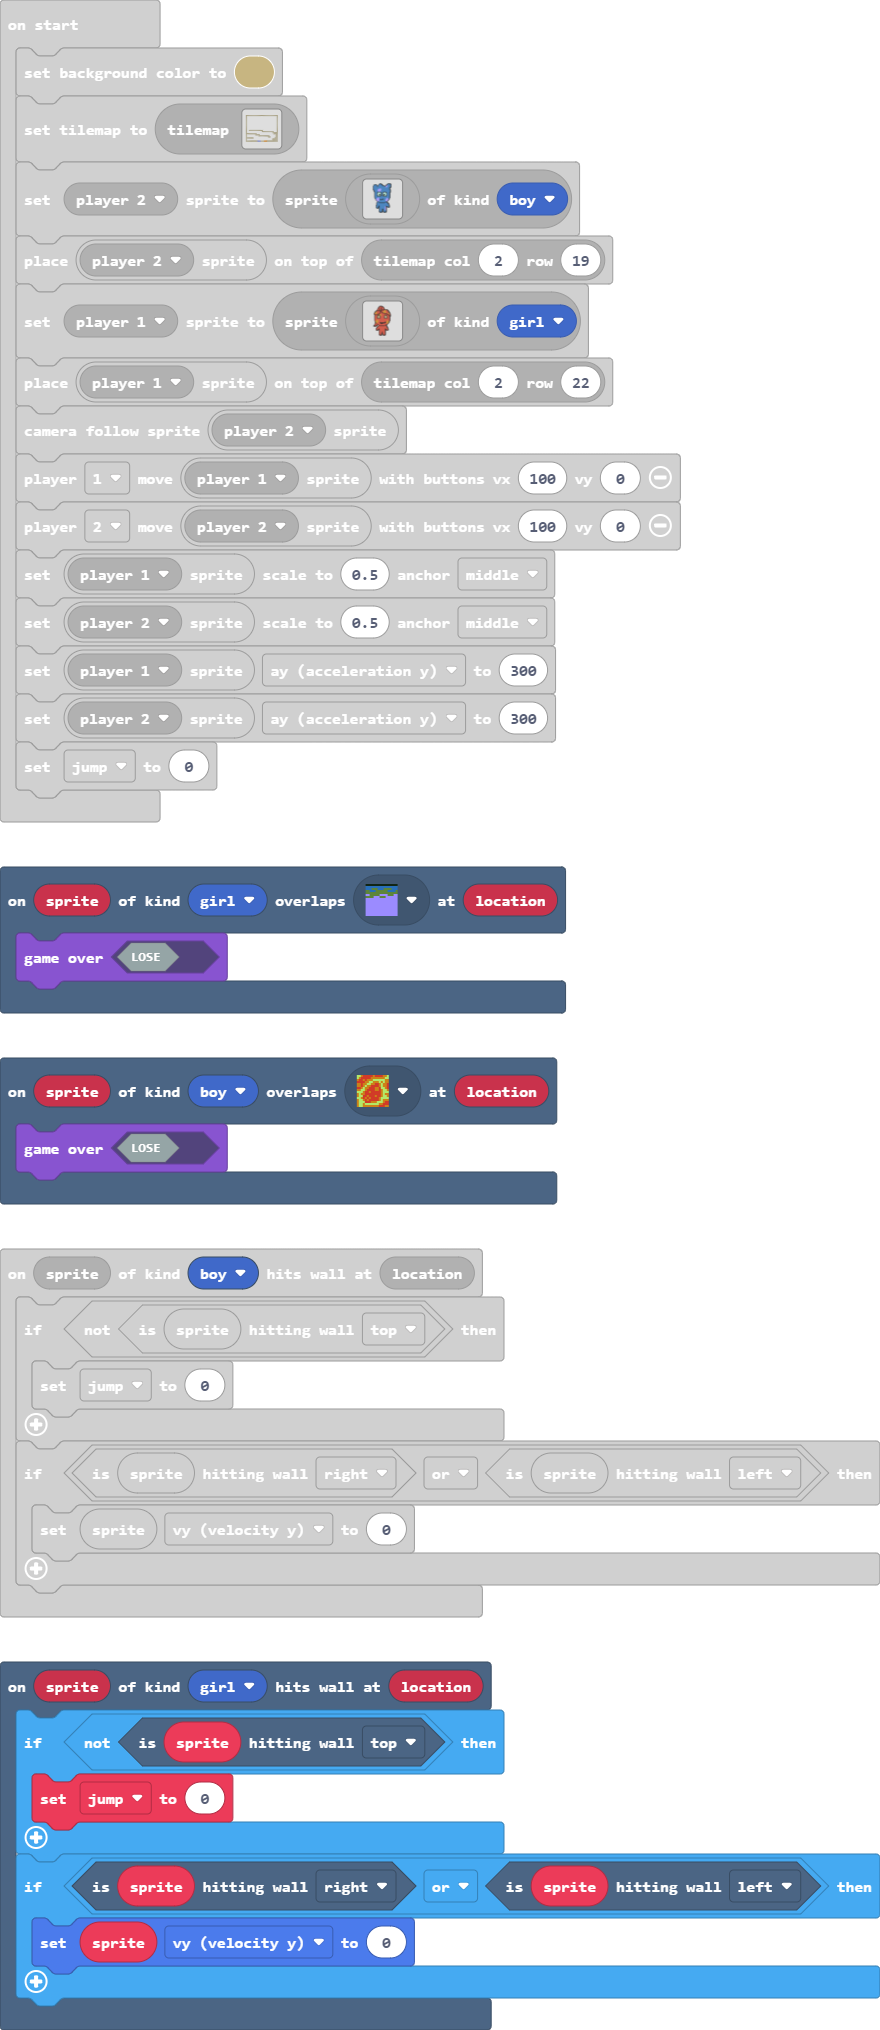 on start
set background color to
set tilemap to tilemap
set player 2 sprite to sprite of kind boy
place player 2 sprite on top of tilemap col 2 row 19
set player 1 sprite to sprite of kind girl
place player 1 sprite on top of tilemap col 2 row 22
camera follow sprite player 2 sprite
player 1 move player 1 sprite with buttons vx 100 vy 0
player 2 move player 2 sprite with buttons vx 100 vy 0
set player 1 sprite scale to 0.5 anchor middle
set player 2 sprite scale to 0.5 anchor middle
set player 1 sprite ay (acceleration y) to 300
set player 2 sprite ay (acceleration y) to 300
set jump to 0
on sprite of kind girl overlaps at location
game over LOSE
on sprite of kind boy overlaps at location
game over LOSE
on sprite of kind boy hits wall at location
if not is sprite hitting wall top then
set jump to 0
if is sprite hitting wall right or is sprite hitting wall left then
set sprite vy (velocity y) to 0
on sprite of kind girl hits wall at location
if not is sprite hitting wall top then
set jump to 0
if is sprite hitting wall right or is sprite hitting wall left then
set sprite vy (velocity y) to 0